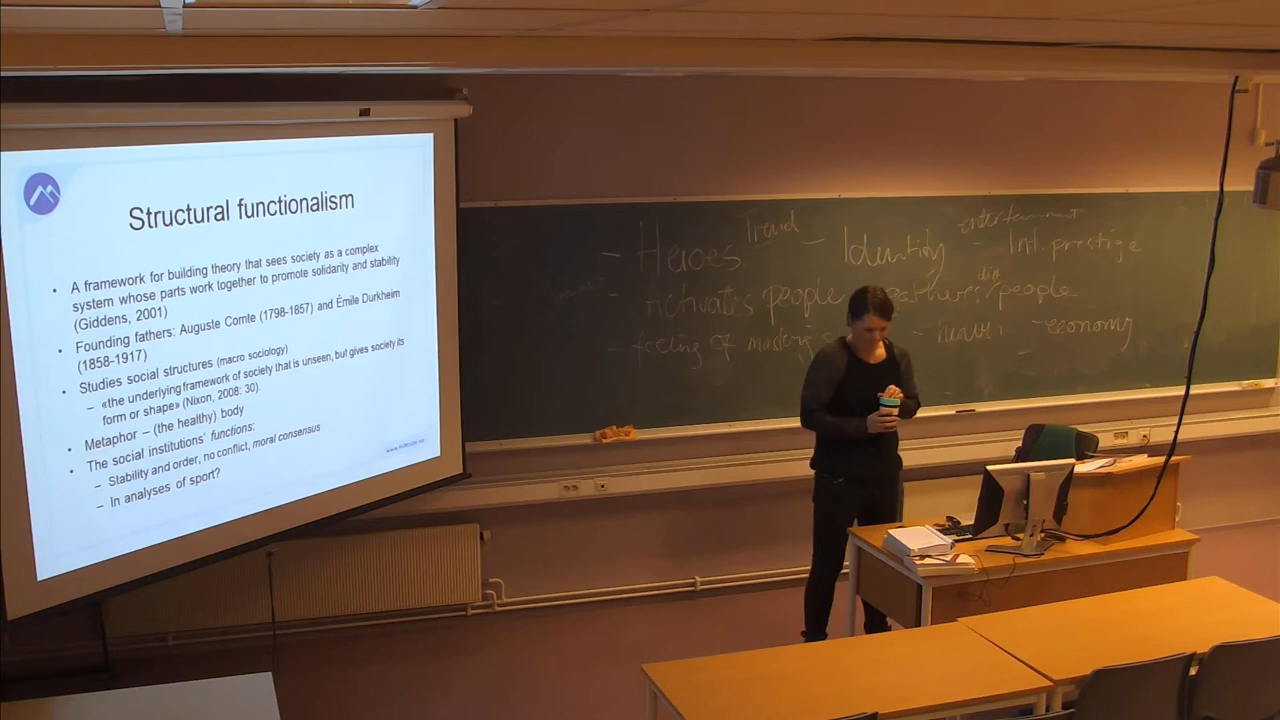 Structural functionalism
• A framework for building theory that sees society as a complex
system whose parts work together to promote solidarity and stability
(Giddens, 2001)
• Founding fathers: Auguste Comte (1798-1857) and Émile Durkheim
(1858-1917)
• Studies social structures (macro sociology)
– «the underlying framework of society that is unseen, but gives society its
form or shape» (Nixon, 2008: 30).
• Metaphor – (the healthy) body
• The social institutions' functions:
– Stability and order, no conflict, moral consensus
– In analyses of sport?
Trend entertainment
– Heroes – Identity – Int. prestige
– Activates people people
– feeling of – health – economy